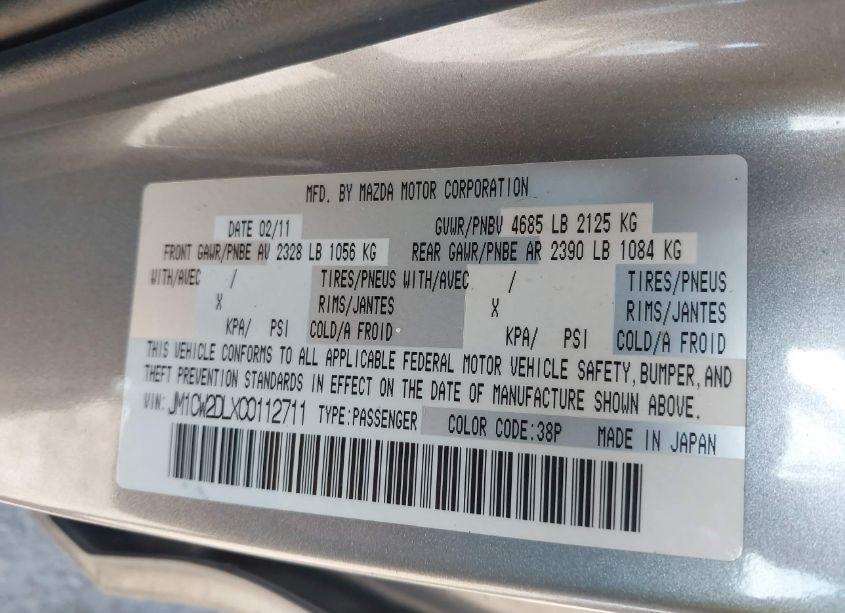 MFD. BY MAZDA MOTOR CORPORATION
DATE 02/11 GVWR/PNBV 4685 LB 2125 KG
FRONT GAWR/PNBE AV 2328 LB 1056 KG REAR GAWR/PNBE AR 2390 LB 1084 KG
WITH/AVEC / TIRES/PNEUS WITH/AVEC / TIRES/PNEUS
X RIMS/JANTES X RIMS/JANTES
KPA/ PSI COLD/A FROID KPA/ PSI COLD/A FROID
THIS VEHICLE CONFORMS TO ALL APPLICABLE FEDERAL MOTOR VEHICLE SAFETY, BUMPER, AND
THEFT PREVENTION STANDARDS IN EFFECT ON THE DATE OF MANUFACTURE SHOWN ABOVE.
VIN: JM1CW2DLXC0112711 TYPE:PASSENGER COLOR CODE:38P MADE IN JAPAN